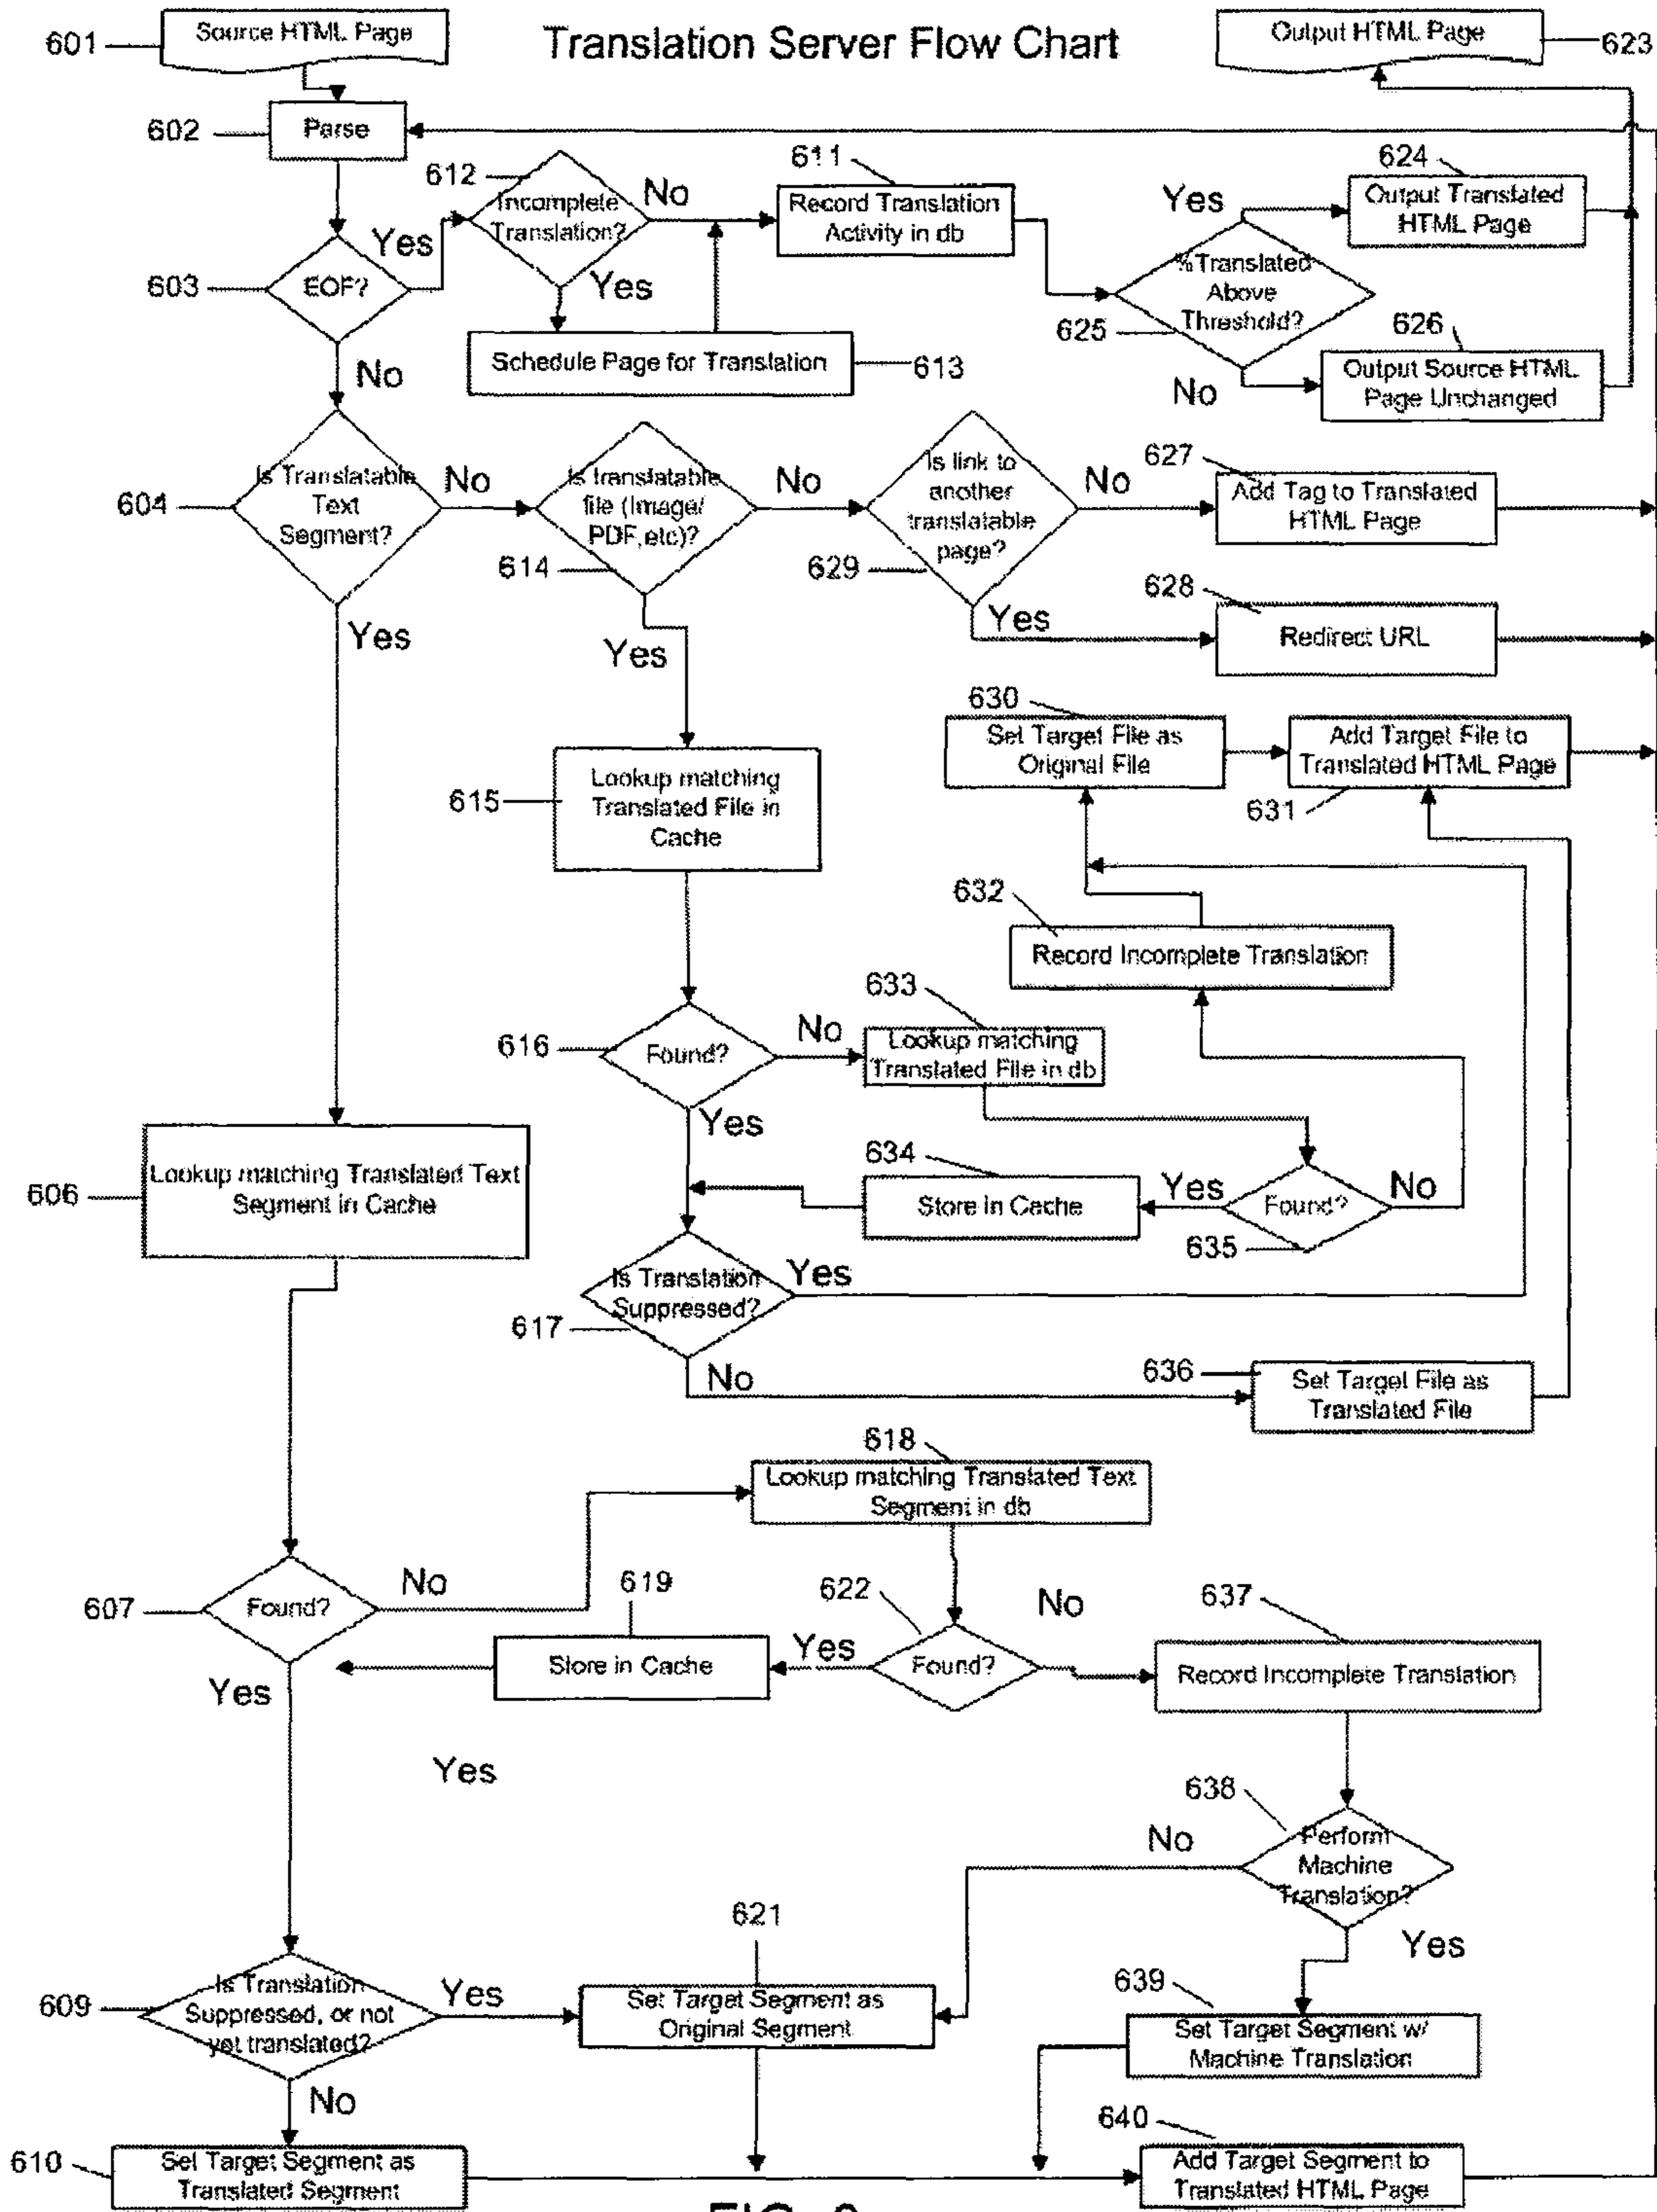 Translation Server Flow Chart
601
Source HTML Page
Output HTML Page
623
602
Parse
612
Incomplete
Translation?
No
Yes
611
Record Translation
Activity in db
624
Yes
Output Translated
HTML Page
603
EOF?
Yes
No
Schedule Page for Translation
613
%Translated
Above
Threshold?
625
No
626
Output Source HTML
Page Unchanged
604
Is Translatable
Text
Segment?
No
Yes
Is translatable
file (Image/
PDF,etc)?
614
No
Yes
Is link to
another
translatable
page?
629
No
Yes
627
Add Tag to Translated
HTML Page
628
Redirect URL
630
Set Target File as
Original File
Add Target File to
Translated HTML Page
631
615
Lookup matching
Translated File in
Cache
632
Record Incomplete Translation
616
Found?
No
Yes
633
Lookup matching
Translated File in db
606
Lookup matching Translated Text
Segment in Cache
634
Store in Cache
Yes
Found?
No
635
Is Translation
Suppressed?
Yes
617
No
636
Set Target File as
Translated File
618
Lookup matching Translated Text
Segment in db
607
Found?
No
Yes
619
Store in Cache
Yes
622
Found?
No
637
Record Incomplete Translation
Yes
638
Perform
Machine
Translation?
No
Yes
609
Is Translation
Suppressed, or not
yet translated?
Yes
No
621
Set Target Segment as
Original Segment
639
Set Target Segment w/
Machine Translation
610
Set Target Segment as
Translated Segment
640
Add Target Segment to
Translated HTML Page